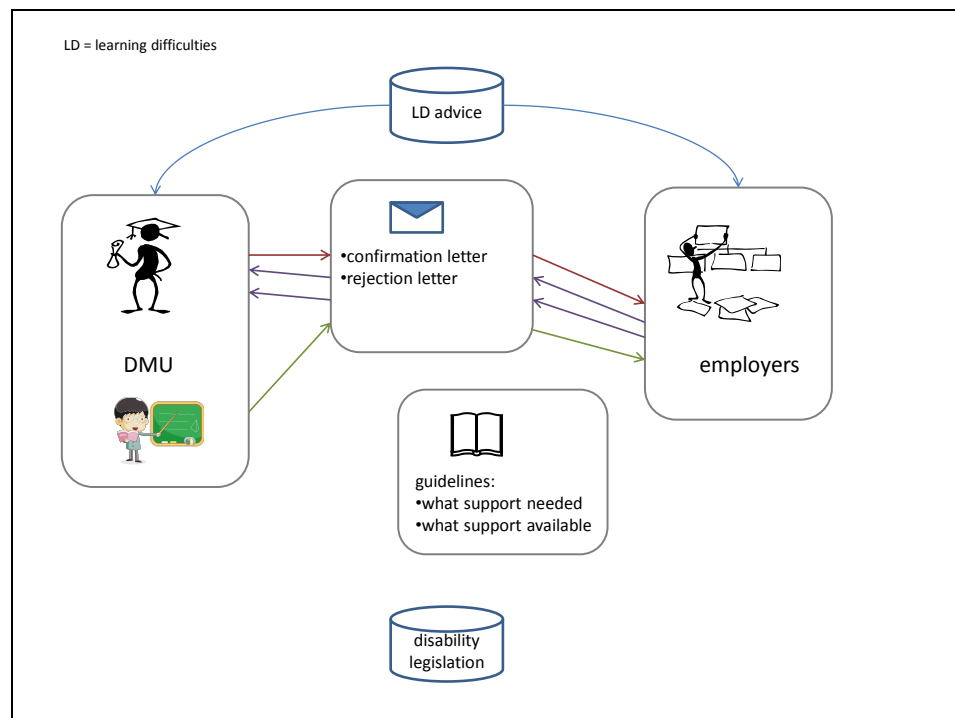 LD = learning difficulties
LD advice
•confirmation letter
•rejection letter
DMU
employers
guidelines:
•what support needed
•what support available
disability
legislation